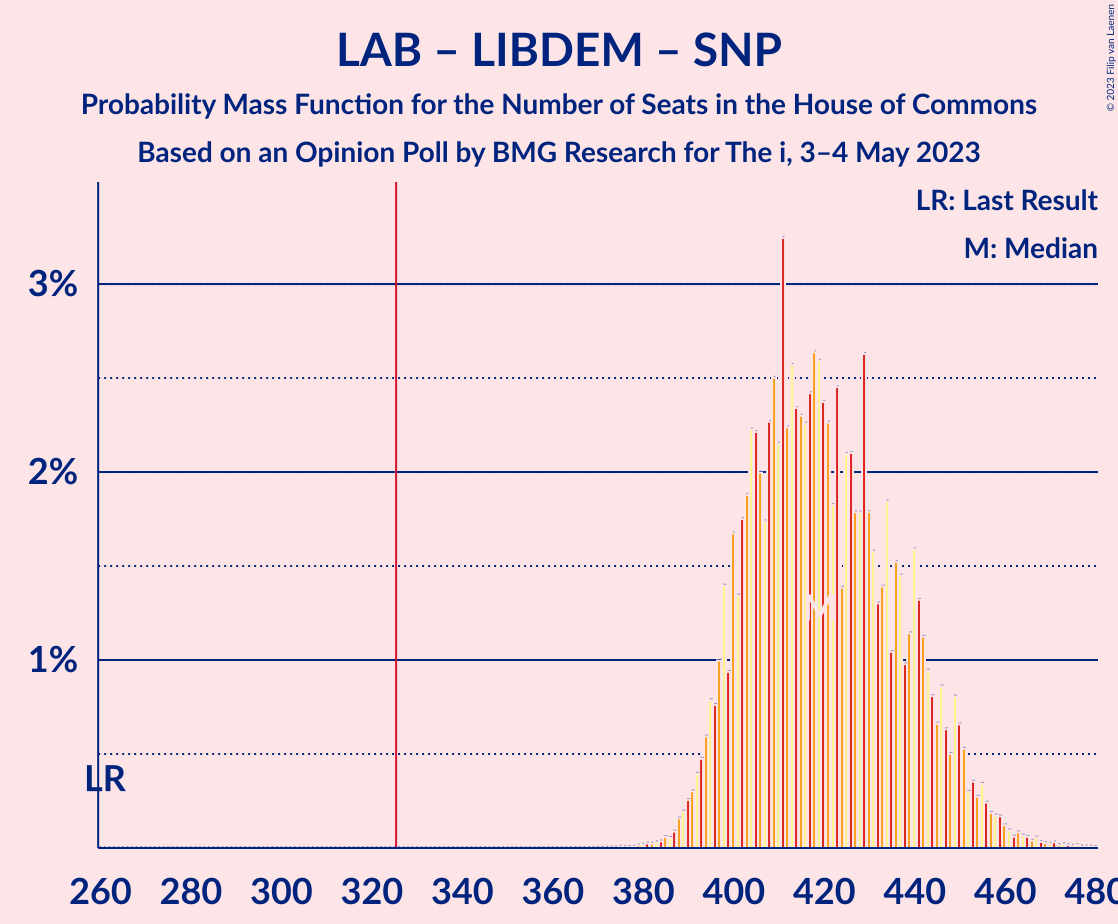 LAB – LIBDEM – SNP
Probability Mass Function for the Number of Seats in the House of Commons
Based on an Opinion Poll by BMG Research for The i, 3–4 May 2023
© 2023 Filip van Laenen
LR: Last Result
M: Median
3%
2%
1%
M
LR
260 280 300 320 340 360 380 400 420 440 460 480